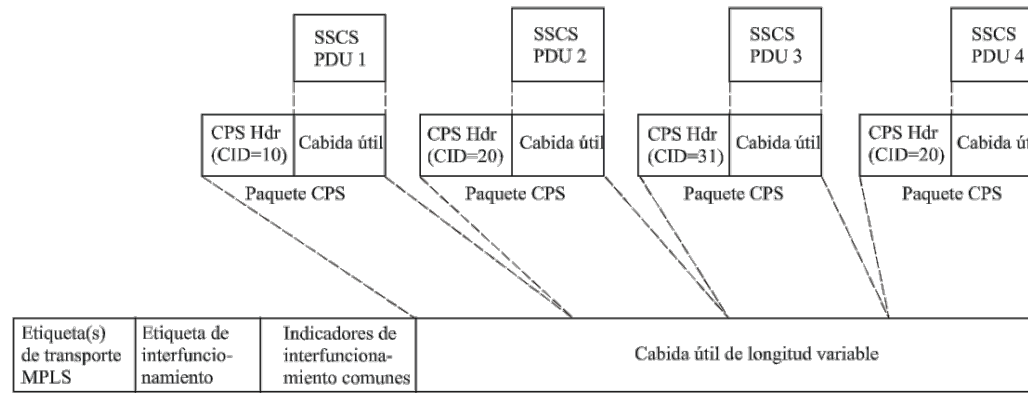 SSCS
PDU 1
SSCS
PDU 2
SSCS
PDU 3
SSCS
PDU 4
CPS Hdr
(CID=10)
Cabida útil
CPS Hdr
(CID=20)
Cabida útil
CPS Hdr
(CID=31)
Cabida útil
CPS Hdr
(CID=20)
Cabida út
Paquete CPS
Paquete CPS
Paquete CPS
Paquete CPS
Etiqueta(s)
de transporte
MPLS
Etiqueta de
interfuncio-
namiento
Indicadores de
interfunciona-
miento comunes
Cabida útil de longitud variable